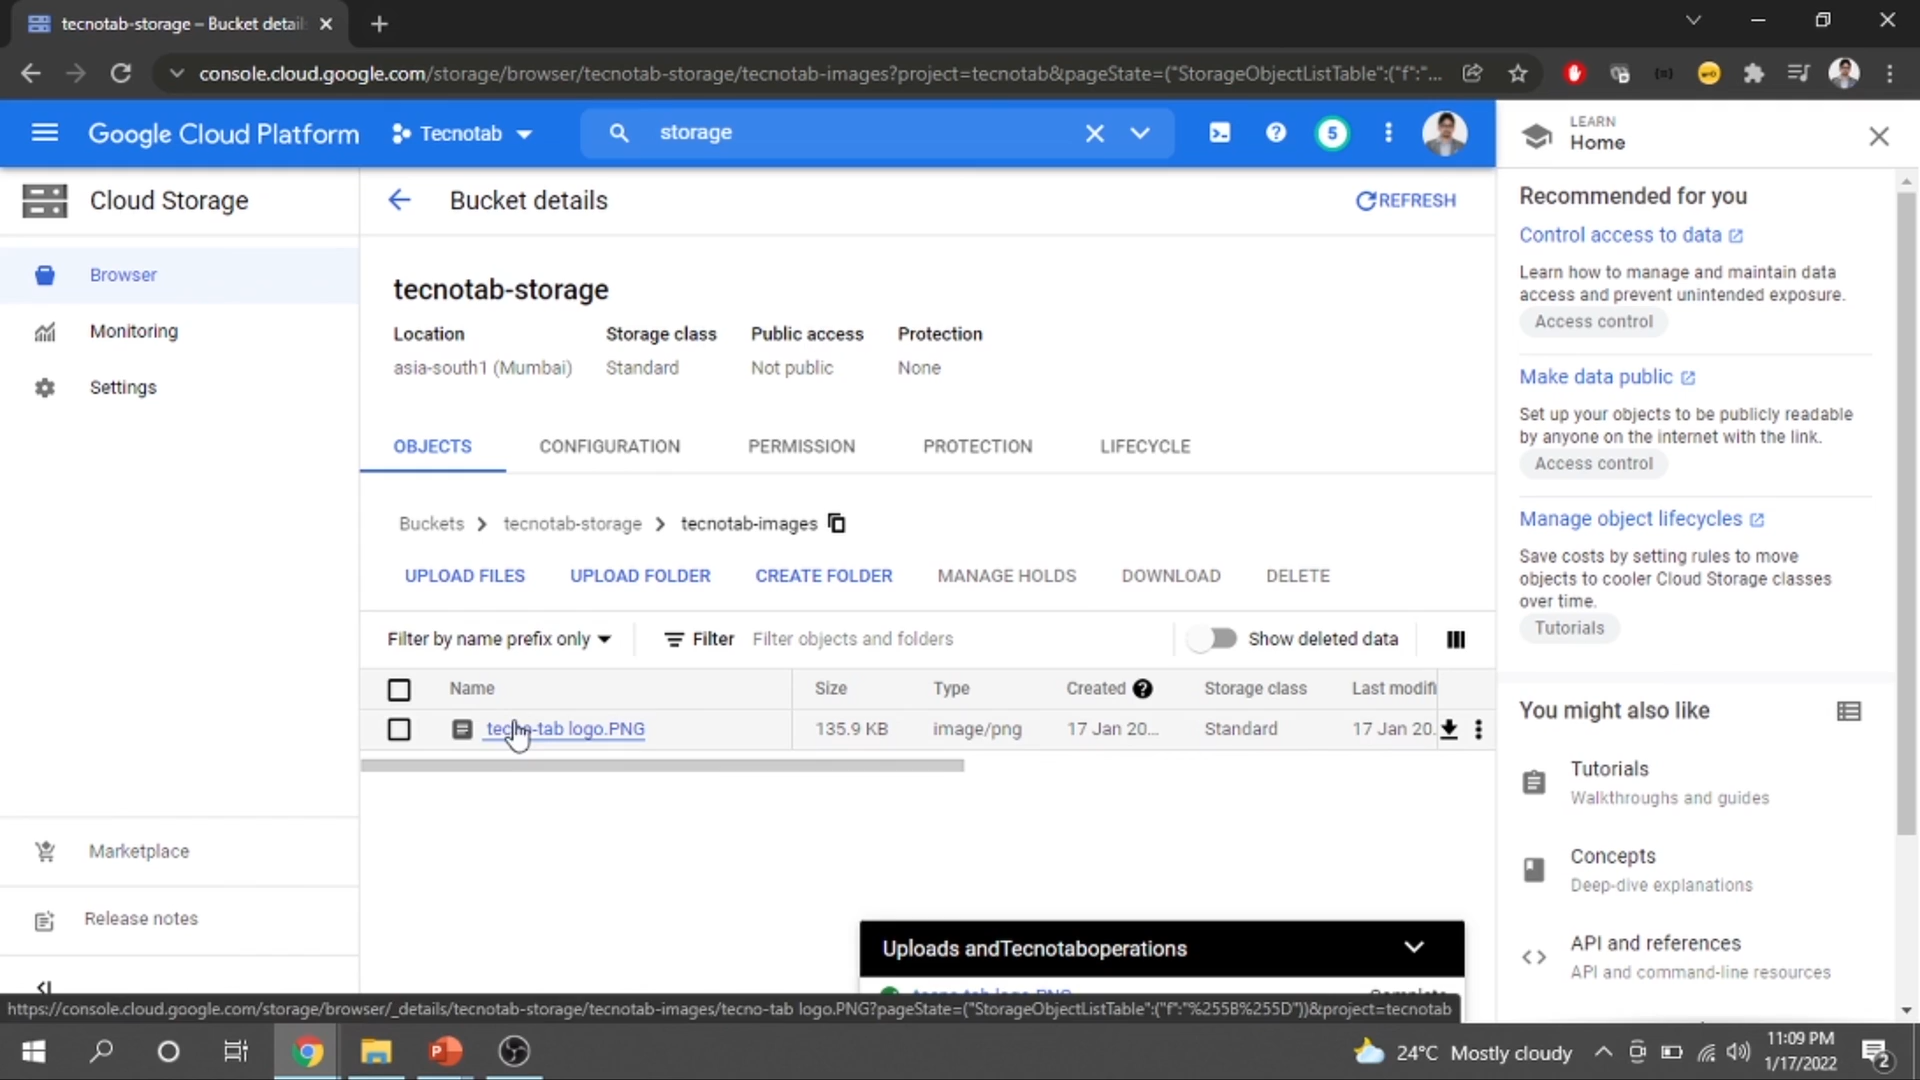 tecnotab-storage – Bucket detail
console.cloud.google.com/storage/browser/tecnotab-storage/tecnotab-images?project=tecnotab&pageState=("StorageObjectListTable":("f":"...
Google Cloud Platform
Tecnotab
storage
5
LEARN
Home
Cloud Storage
Bucket details
REFRESH
Browser
Monitoring
Settings
tecnotab-storage
Location Storage class Public access Protection
asia-south1 (Mumbai) Standard Not public None
OBJECTS CONFIGURATION PERMISSION PROTECTION LIFECYCLE
Buckets > tecnotab-storage > tecnotab-images
UPLOAD FILES UPLOAD FOLDER CREATE FOLDER MANAGE HOLDS DOWNLOAD DELETE
Filter by name prefix only Filter Filter objects and folders Show deleted data
Name Size Type Created Storage class Last modifi
tecno-tab logo.PNG 135.9 KB image/png 17 Jan 20... Standard 17 Jan 20.
Recommended for you
Control access to data
Learn how to manage and maintain data
access and prevent unintended exposure.
Access control
Make data public
Set up your objects to be publicly readable
by anyone on the internet with the link.
Access control
Manage object lifecycles
Save costs by setting rules to move
objects to cooler Cloud Storage classes
over time.
Tutorials
You might also like
Tutorials
Walkthroughs and guides
Concepts
Deep-dive explanations
API and references
API and command-line resources
Marketplace
Release notes
Uploads andTecnotaboperations
tecno-tab logo.PNG Complete
https://console.cloud.google.com/storage/browser/_details/tecnotab-storage/tecnotab-images/tecno-tab logo.PNG?pageState=("StorageObjectListTable":("f":"%255B%255D"))&project=tecnotab
24°C Mostly cloudy
11:09 PM
1/17/2022
2